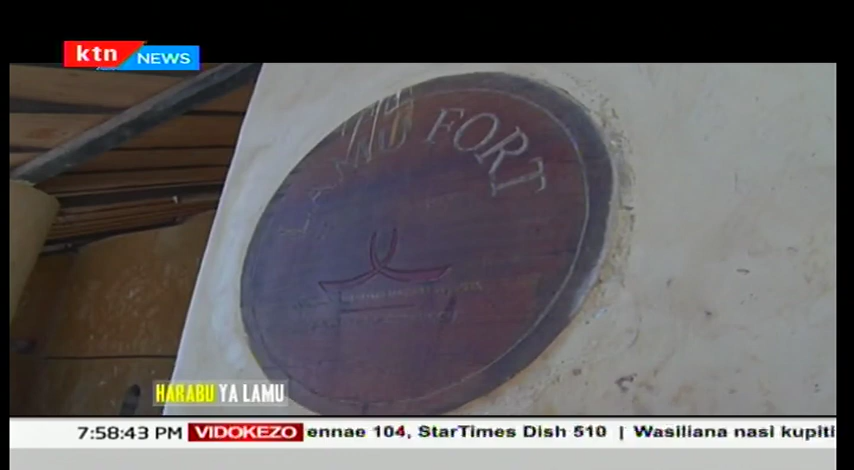 ktn NEWS
LAMU FORT
HARABU YA LAMU
7:58:43 PM VIDOKEZO ennae 104, StarTimes Dish 510 | Wasiliana nasi kupiti